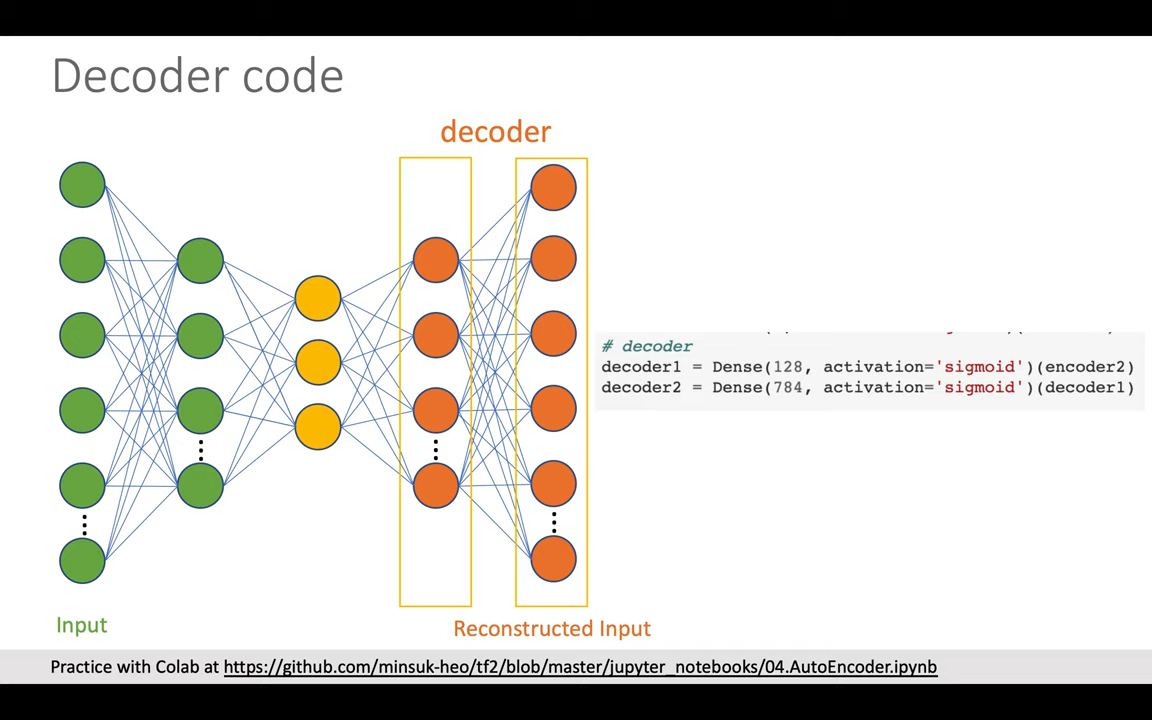 Decoder code
decoder
# decoder
decoder1 = Dense(128, activation='sigmoid')(encoder2)
decoder2 = Dense(784, activation='sigmoid')(decoder1)
Input
Reconstructed Input
Practice with Colab at https://github.com/minsuk-heo/tf2/blob/master/jupyter_notebooks/04.AutoEncoder.ipynb